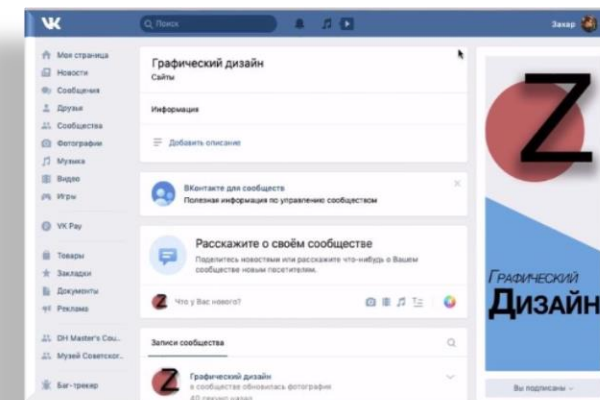 Поиск
Захар
Моя страница
Новости
Сообщения
Друзья
Сообщества
Фотографии
Музыка
Видео
Игры
VK Pay
Товары
Закладки
Документы
Реклама
DH Master's Cou..
Музей Советског..
Баг-трекер
Графический дизайн
Сайты
Информация
Добавить описание
ВКонтакте для сообществ
Полезная информация по управлению сообществом
Расскажите о своём сообществе
Поделитесь новостями или расскажите что-нибудь о Вашем
сообществе новым посетителям.
Z Что у Вас нового?
Записи сообщества
Z
Графический дизайн
в сообществе обновилась фотография
40 секунд назад
Z
Графический
Дизайн
Вы подписаны